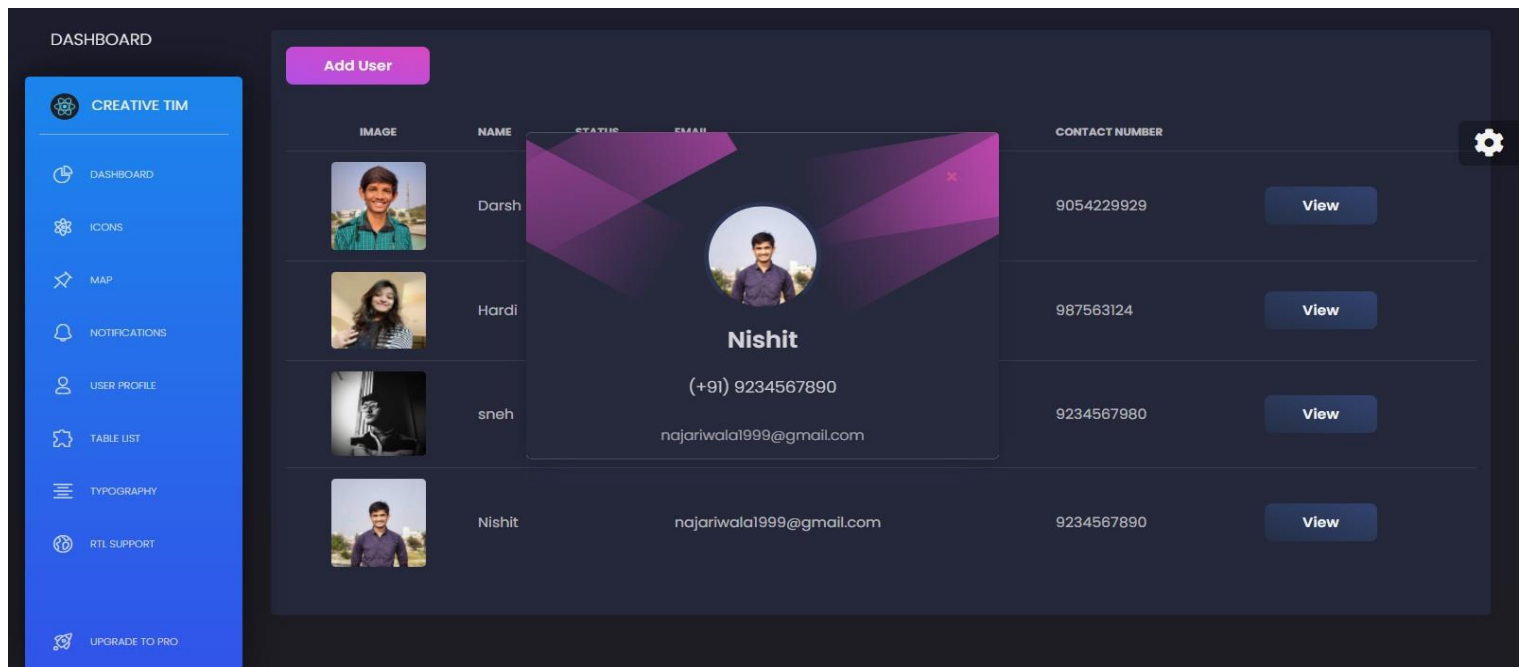 DASHBOARD
CREATIVE TIM
DASHBOARD
ICONS
MAP
NOTIFICATIONS
USER PROFILE
TABLE LIST
TYPOGRAPHY
RTL SUPPORT
UPGRADE TO PRO
Add User
IMAGE NAME STATUS EMAIL CONTACT NUMBER
Darsh 9054229929 View
Hardi 987563124 View
sneh 9234567980 View
Nishit najariwala1999@gmail.com 9234567890 View
×
Nishit
(+91) 9234567890
najariwala1999@gmail.com